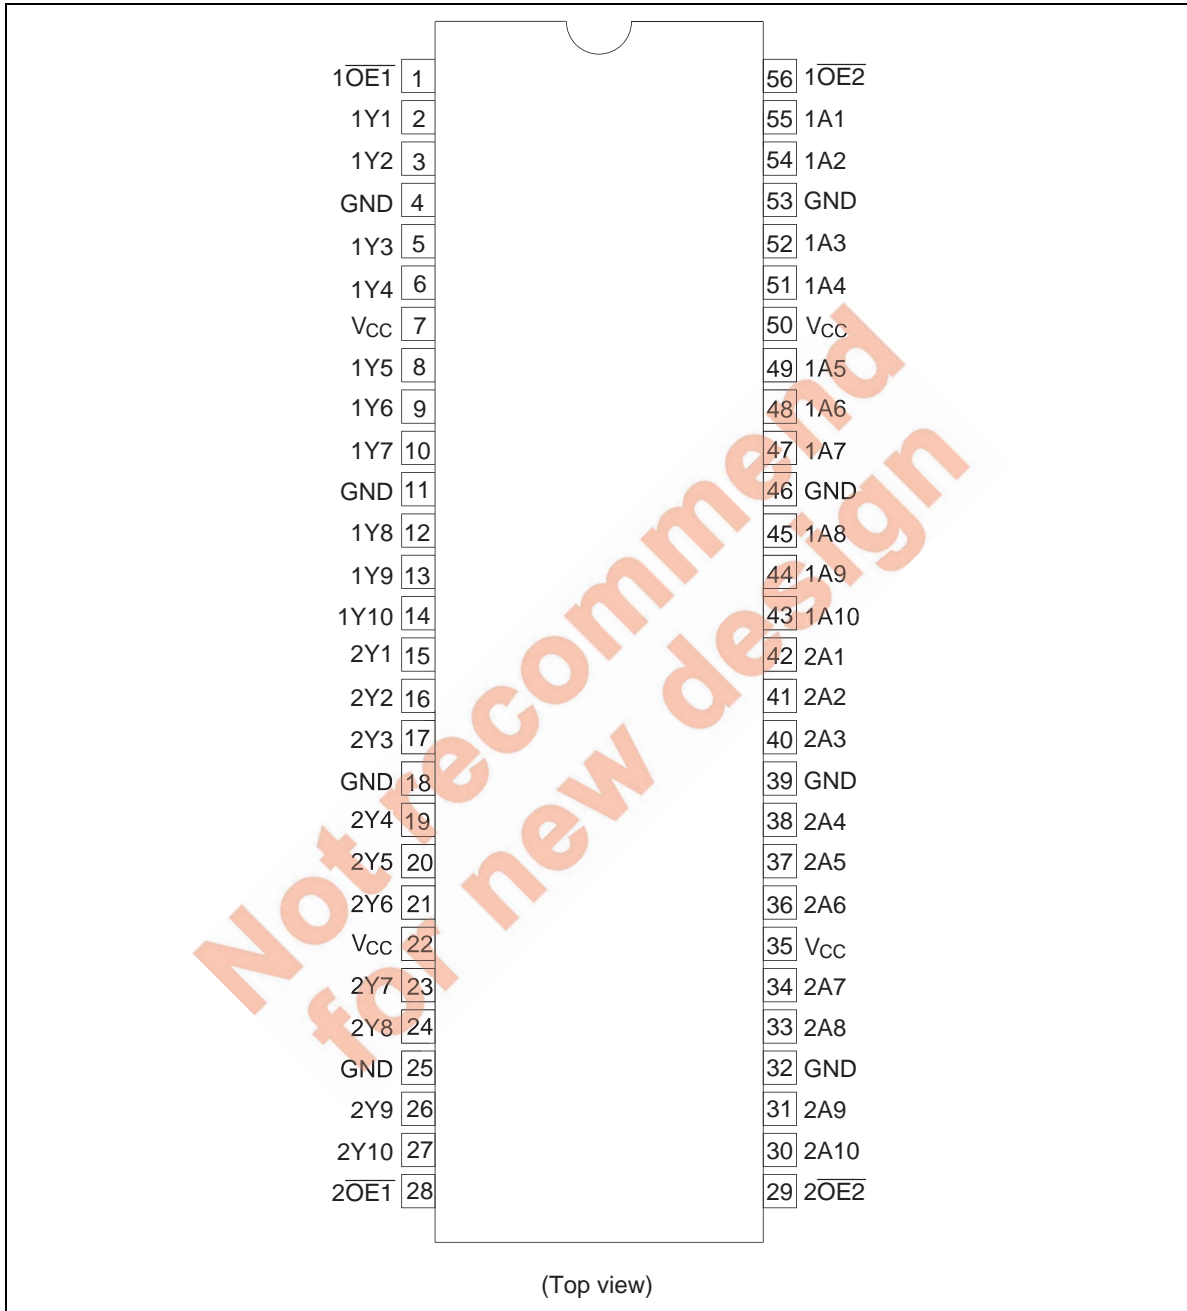 1OE1 1 56 1OE2
1Y1 2 55 1A1
1Y2 3 54 1A2
GND 4 53 GND
1Y3 5 52 1A3
1Y4 6 51 1A4
VCC 7 50 VCC
1Y5 8 49 1A5
1Y6 9 48 1A6
1Y7 10 47 1A7
GND 11 46 GND
1Y8 12 45 1A8
1Y9 13 44 1A9
1Y10 14 43 1A10
2Y1 15 42 2A1
2Y2 16 41 2A2
2Y3 17 40 2A3
GND 18 39 GND
2Y4 19 38 2A4
2Y5 20 37 2A5
2Y6 21 36 2A6
VCC 22 35 VCC
2Y7 23 34 2A7
2Y8 24 33 2A8
GND 25 32 GND
2Y9 26 31 2A9
2Y10 27 30 2A10
2OE1 28 29 2OE2
(Top view)
Not recommend
for new design